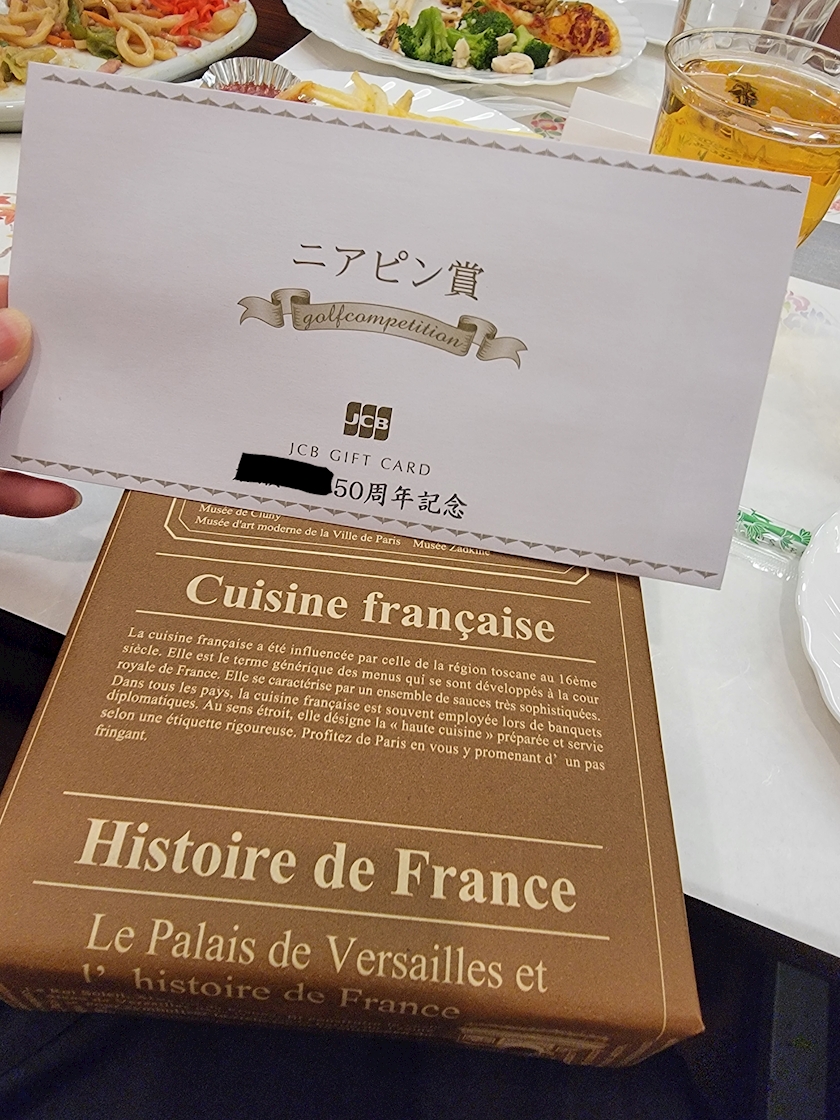 ニアピン賞
golfcompetition
JCB
JCB GIFT CARD
50周年記念
Musée de Cluny
Musée d'art moderne de la Ville de Paris Musée Zadkine
Cuisine française
La cuisine française a été influencée par celle de la région toscane au 16ème
siècle. Elle est le terme générique des menus qui se sont développés à la cour
royale de France. Elle se caractérise par un ensemble de sauces très sophistiquées.
Dans tous les pays, la cuisine française est souvent employée lors de banquets
diplomatiques. Au sens étroit, elle désigne la « haute cuisine » préparée et servie
selon une étiquette rigoureuse. Profitez de Paris en vous y promenant d’ un pas
fringant.
Histoire de France
Le Palais de Versailles et
l’ histoire de France